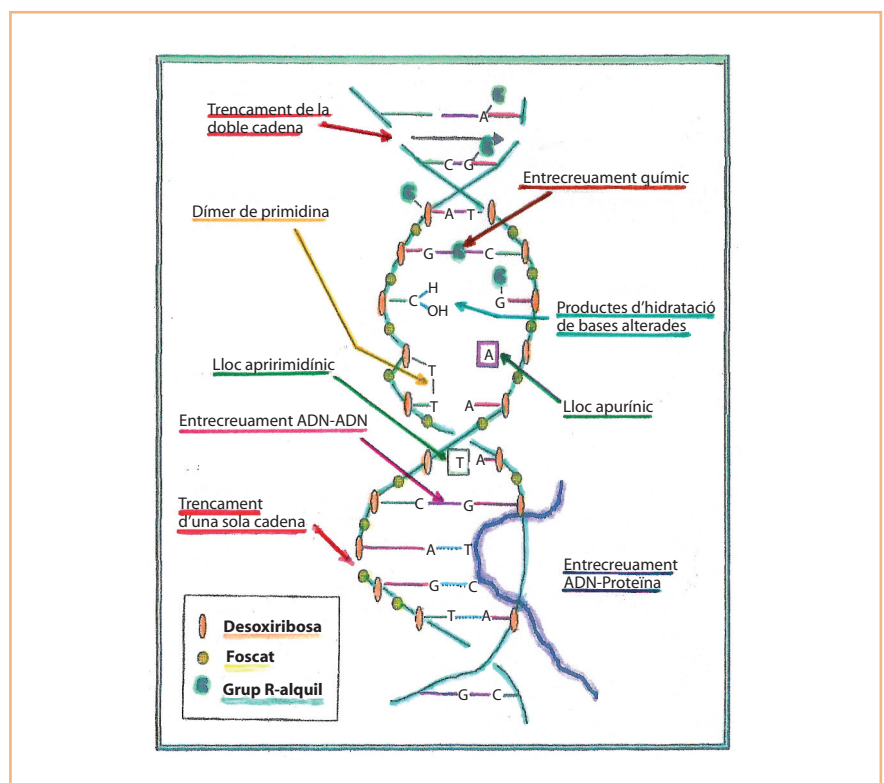 A
Trencament de la
doble cadena
C G
Entrecreuament químic
Dímer de primidina
A T
G C
H
C
OH
G
Productes d'hidratació
de bases alterades
A
T
Lloc apririmidínic
Lloc apurínic
T A
Entrecreuament ADN-ADN
T A
Trencament
d'una sola cadena
C G
A T
Entrecreuament
ADN-Proteïna
G C
T A
Desoxiribosa
Foscat
Grup R-alquil
G C